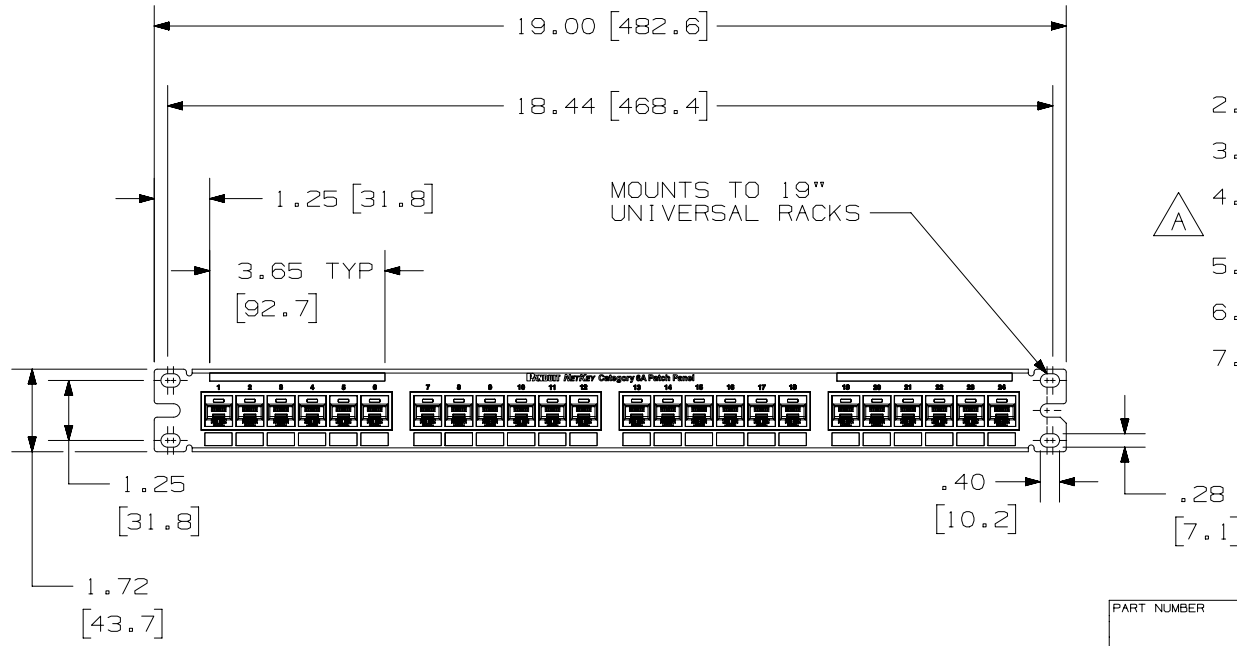 19.00 [482.6]
18.44 [468.4]
2.
3.
4.
5.
6.
7.
A
1.25 [31.8]
MOUNTS TO 19"
UNIVERSAL RACKS
3.65 TYP
[92.7]
PANDUIT NETKEY Category 6A Patch Panel
1 2 3 4 5 6 7 8 9 10 11 12 13 14 15 16 17 18 19 20 21 22 23 24
1.25
[31.8]
.40
[10.2]
.28
[7.1]
1.72
[43.7]
PART NUMBER